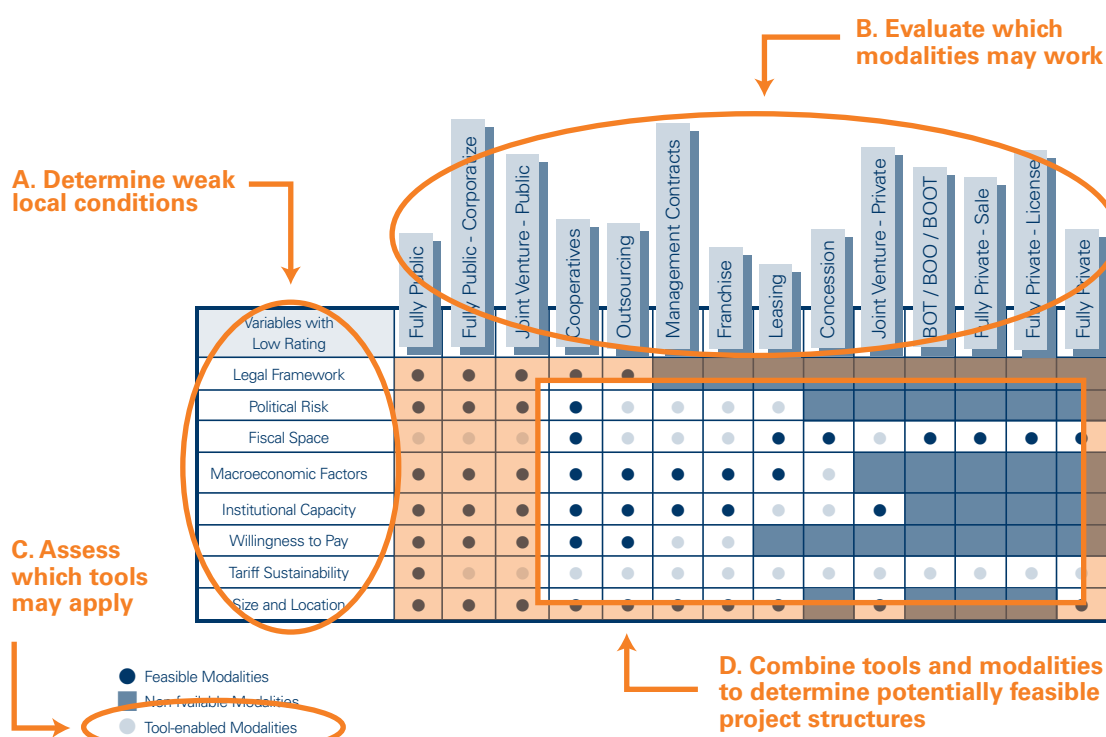 B. Evaluate which
modalities may work
A. Determine weak
local conditions
Fully Public
Fully Public - Corporatize
Joint Venture - Public
Cooperatives
Outsourcing
Management Contracts
Franchise
Leasing
Concession
Joint Venture - Private
BOT / BOO / BOOT
Fully Private - Sale
Fully Private - License
Fully Private
Variables with
Low Rating
Legal Framework
Political Risk
Fiscal Space
Macroeconomic Factors
Institutional Capacity
Willingness to Pay
Tariff Sustainability
Size and Location
C. Assess
which tools
may apply
Feasible Modalities
Non-Available Modalities
Tool-enabled Modalities
D. Combine tools and modalities
to determine potentially feasible
project structures